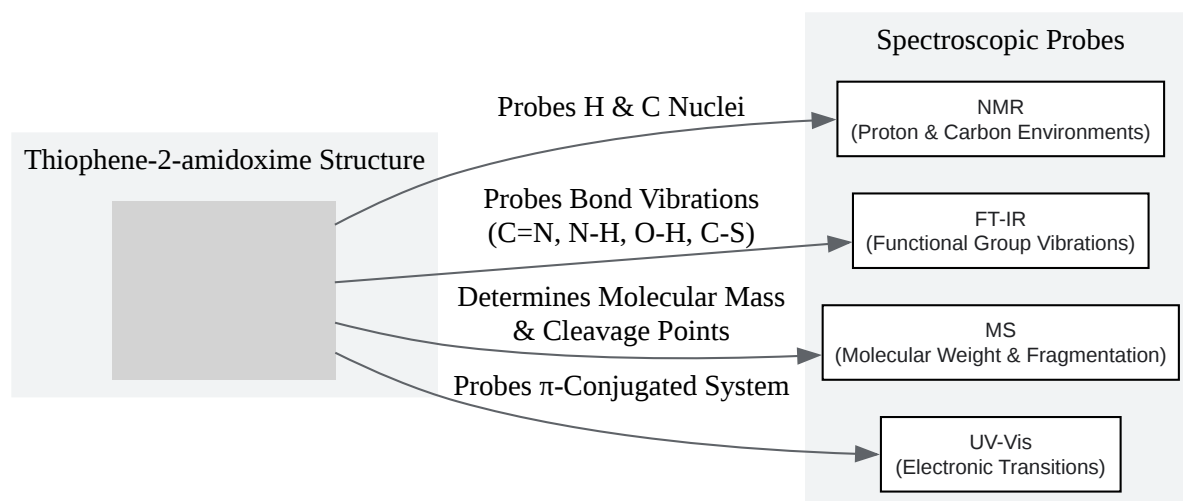 Spectroscopic Probes
Probes H & C Nuclei
NMR
(Proton & Carbon Environments)
Thiophene-2-amidoxime Structure
Probes Bond Vibrations
(C=N, N-H, O-H, C-S)
FT-IR
(Functional Group Vibrations)
Determines Molecular Mass
& Cleavage Points
MS
(Molecular Weight & Fragmentation)
Probes π-Conjugated System
UV-Vis
(Electronic Transitions)